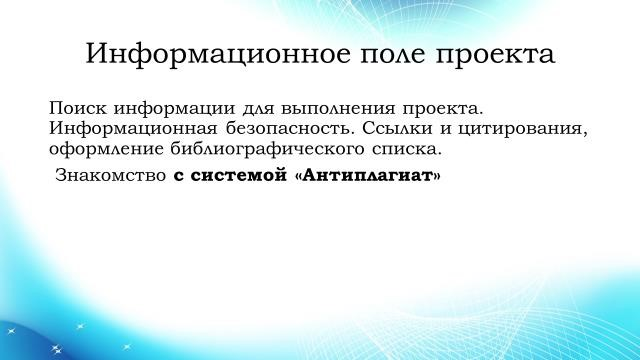 Информационное поле проекта
Поиск информации для выполнения проекта.
Информационная безопасность. Ссылки и цитирования,
оформление библиографического списка.
Знакомство с системой «Антиплагиат»